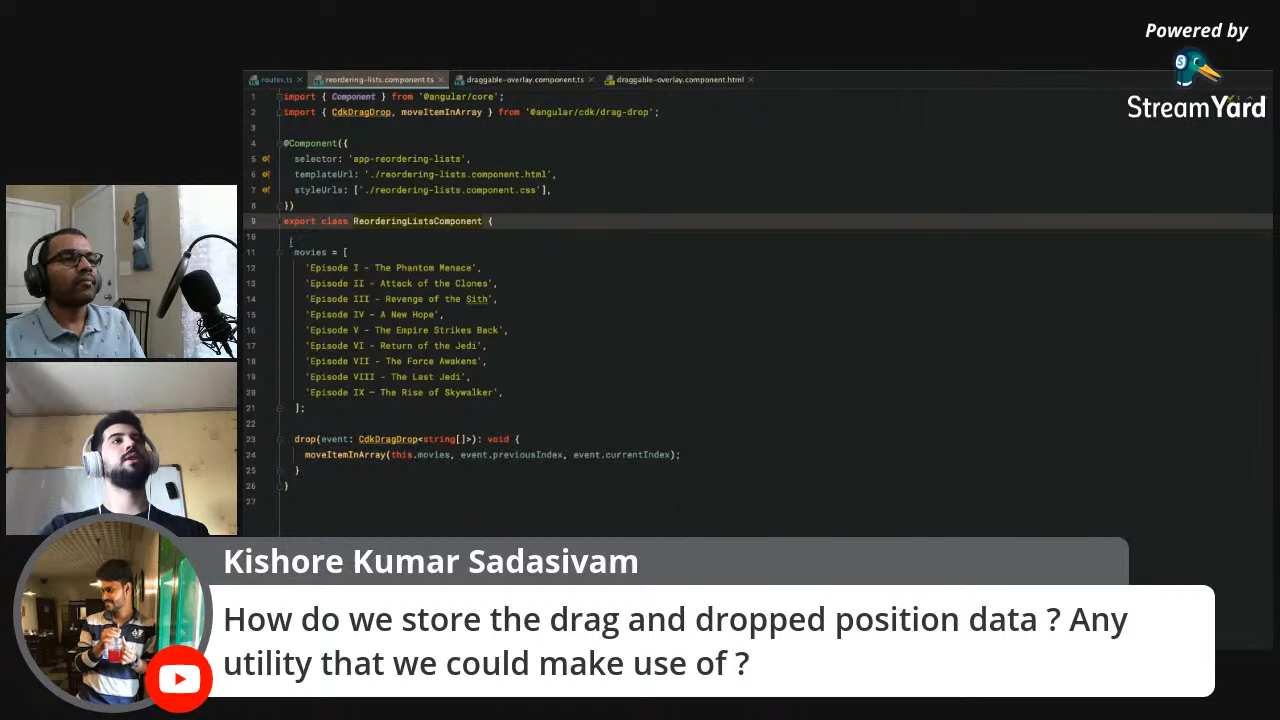 Powered by
StreamYard
routes.ts
reordering-lists.component.ts
draggable-overlay.component.ts
draggable-overlay.component.html
1 import { Component } from '@angular/core';
2 import { CdkDragDrop, moveItemInArray } from '@angular/cdk/drag-drop';
3
4 @Component({
5 selector: 'app-reordering-lists',
6 templateUrl: './reordering-lists.component.html',
7 styleUrls: ['./reordering-lists.component.css'],
8 })
9 export class ReorderingListsComponent {
10
11 movies = [
12 'Episode I - The Phantom Menace',
13 'Episode II - Attack of the Clones',
14 'Episode III - Revenge of the Sith',
15 'Episode IV - A New Hope',
16 'Episode V - The Empire Strikes Back',
17 'Episode VI - Return of the Jedi',
18 'Episode VII - The Force Awakens',
19 'Episode VIII - The Last Jedi',
20 'Episode IX – The Rise of Skywalker',
21 ];
22
23 drop(event: CdkDragDrop<string[]>): void {
24 moveItemInArray(this.movies, event.previousIndex, event.currentIndex);
25 }
26 }
27
Kishore Kumar Sadasivam
How do we store the drag and dropped position data ? Any
utility that we could make use of ?